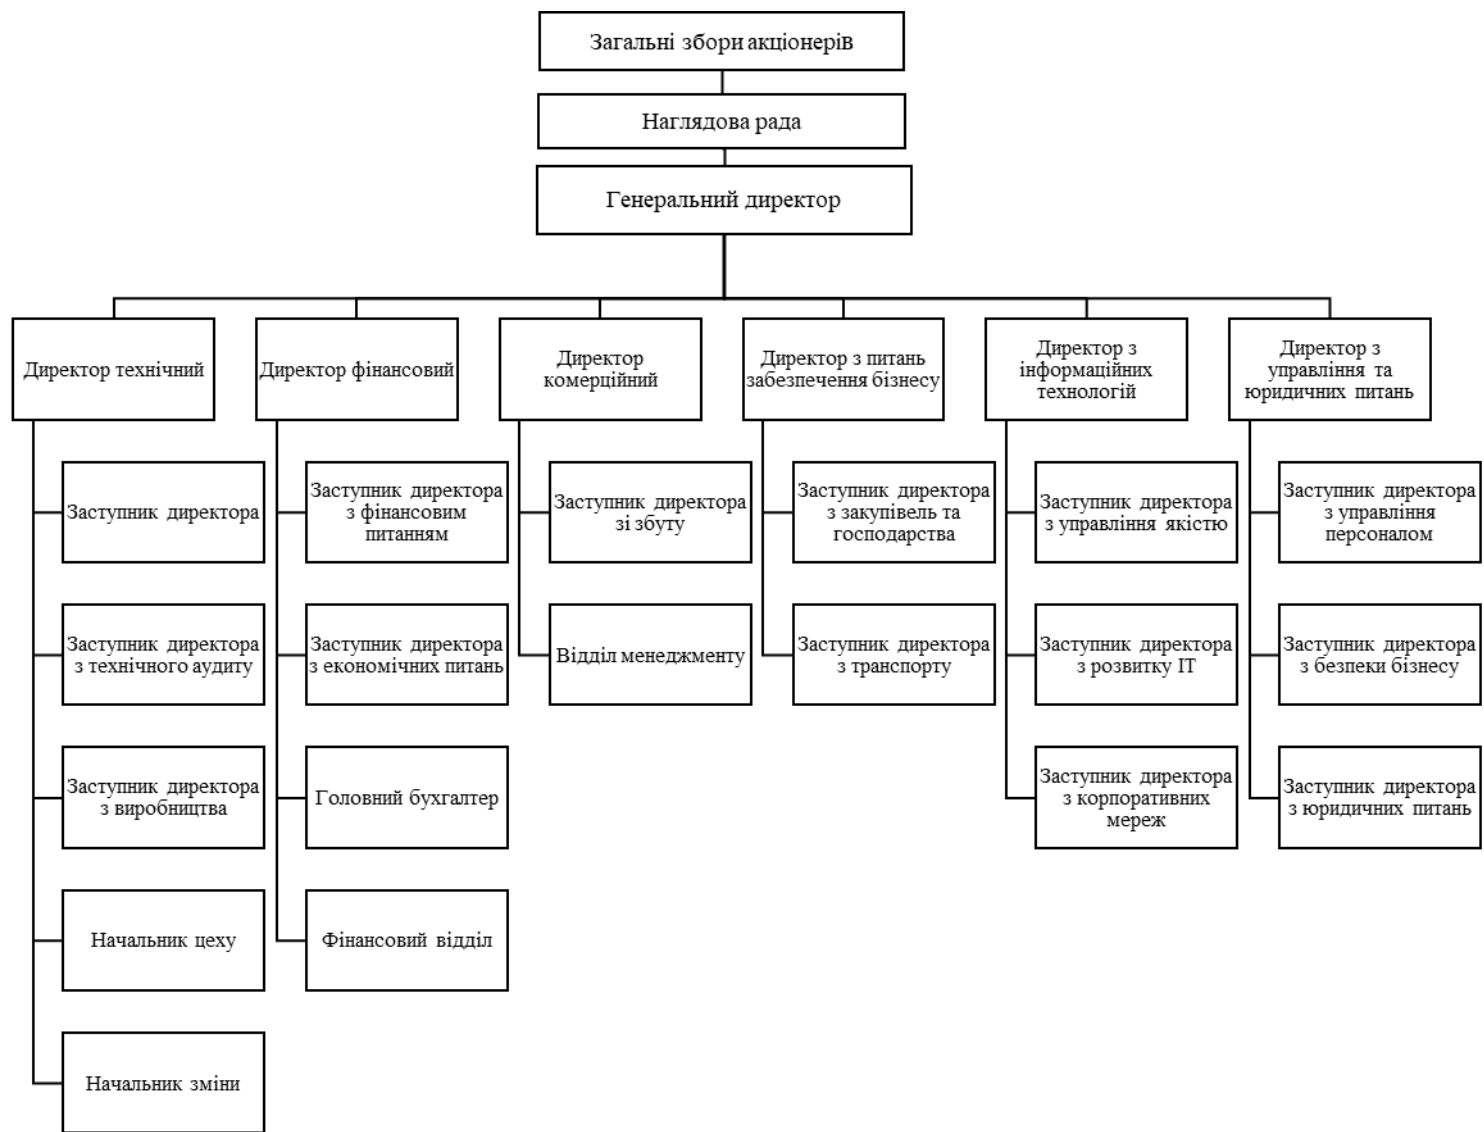 Загальні збори акціонерів
Наглядова рада
Генеральний директор
Директор технічний
Директор фінансовий
Директор
комерційний
Директор з питань
забезпечення бізнесу
Директор з
інформаційних
технологій
Директор з
управління та
юридичних питань
Заступник директора
Заступник директора
з фінансовим
питанням
Заступник директора
зі збуту
Заступник директора
з закупівель та
господарства
Заступник директора
з управління якістю
Заступник директора
з управління
персоналом
Заступник директора
з технічного аудиту
Заступник директора
з економічних питань
Відділ менеджменту
Заступник директора
з транспорту
Заступник директора
з розвитку ІТ
Заступник директора
з безпеки бізнесу
Заступник директора
з виробництва
Головний бухгалтер
Заступник директора
з корпоративних
мереж
Заступник директора
з юридичних питань
Начальник цеху
Фінансовий відділ
Начальник зміни